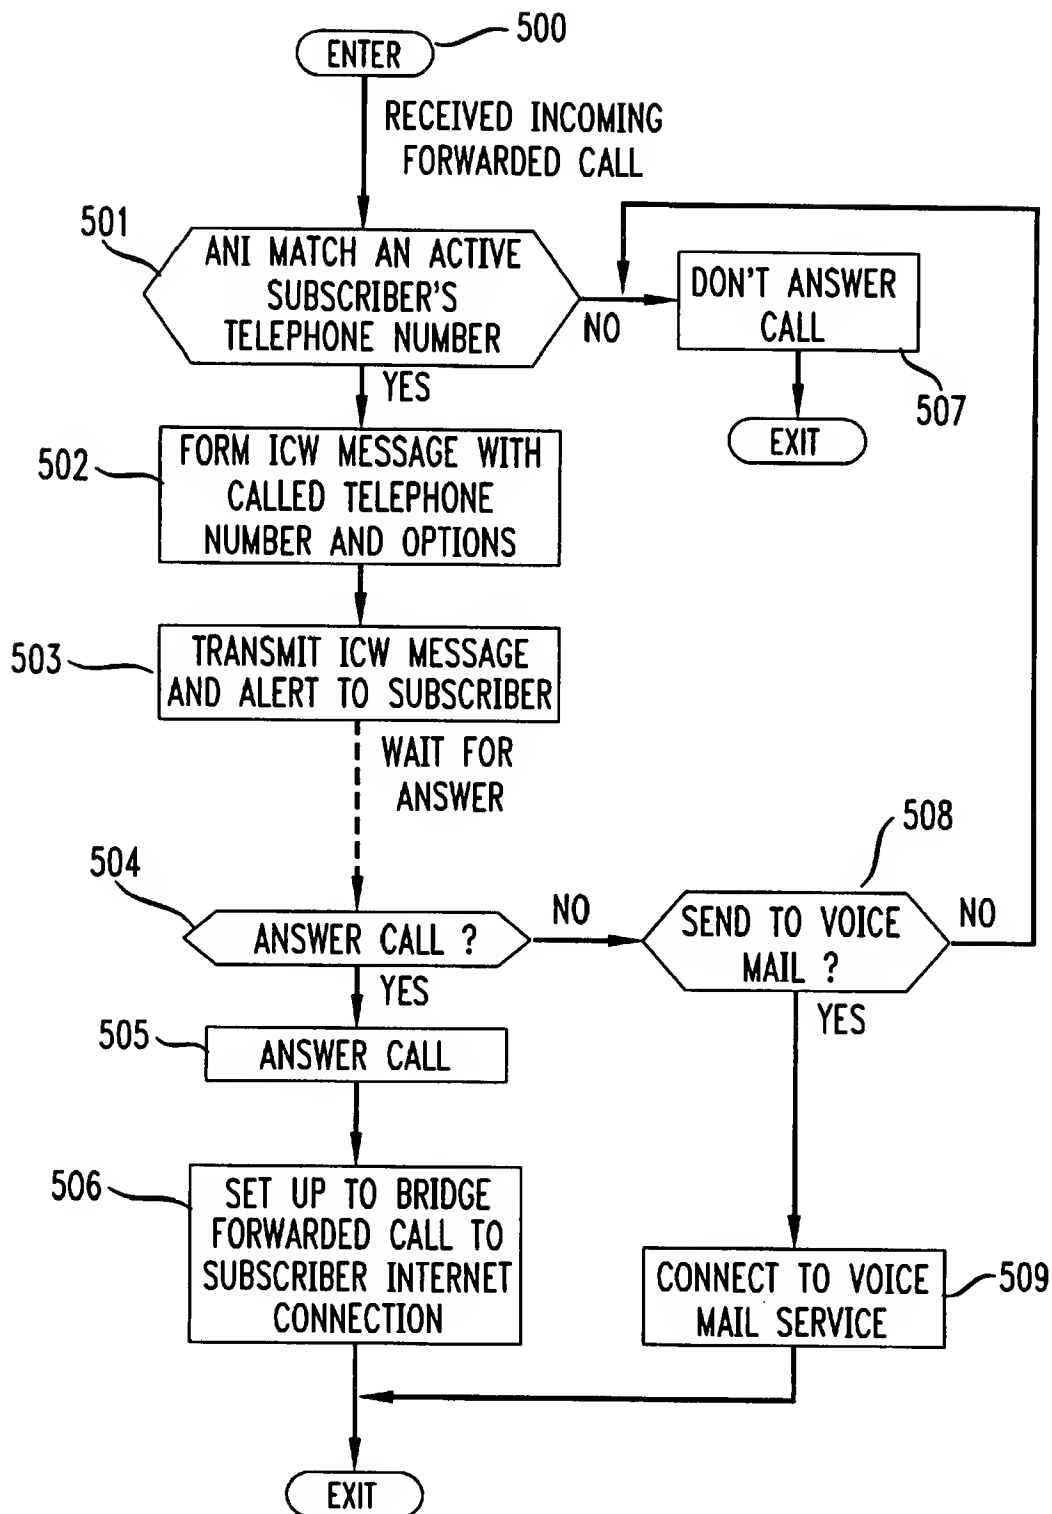 500
ENTER
RECEIVED INCOMING
FORWARDED CALL
501
ANI MATCH AN ACTIVE
SUBSCRIBER'S
TELEPHONE NUMBER
NO
DON'T ANSWER
CALL
507
EXIT
YES
502
FORM ICW MESSAGE WITH
CALLED TELEPHONE
NUMBER AND OPTIONS
503
TRANSMIT ICW MESSAGE
AND ALERT TO SUBSCRIBER
WAIT FOR
ANSWER
504
ANSWER CALL ?
NO
508
SEND TO VOICE
MAIL ?
NO
YES
YES
505
ANSWER CALL
506
SET UP TO BRIDGE
FORWARDED CALL TO
SUBSCRIBER INTERNET
CONNECTION
CONNECT TO VOICE
MAIL SERVICE
509
EXIT